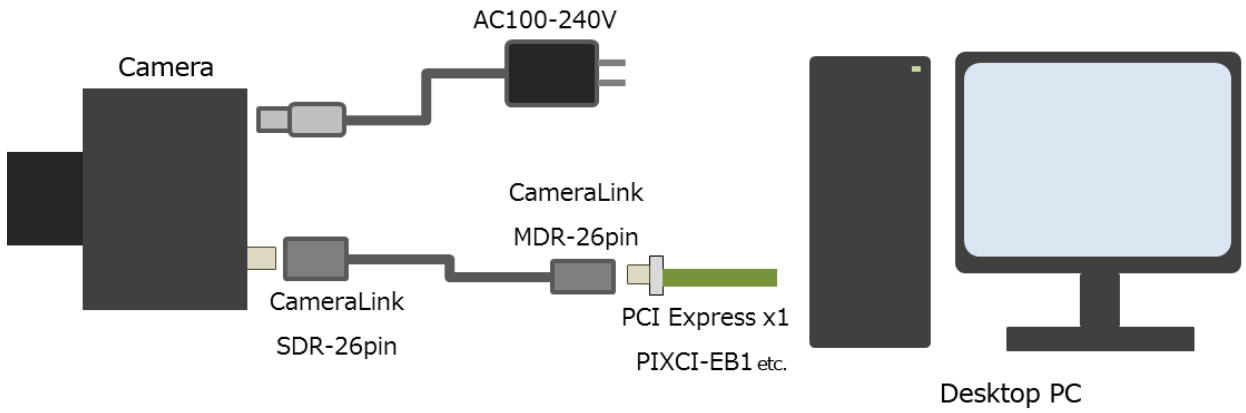 AC100-240V
Camera
CameraLink
MDR-26pin
CameraLink
SDR-26pin
PCI Express x1
PIXCI-EB1 etc.
Desktop PC